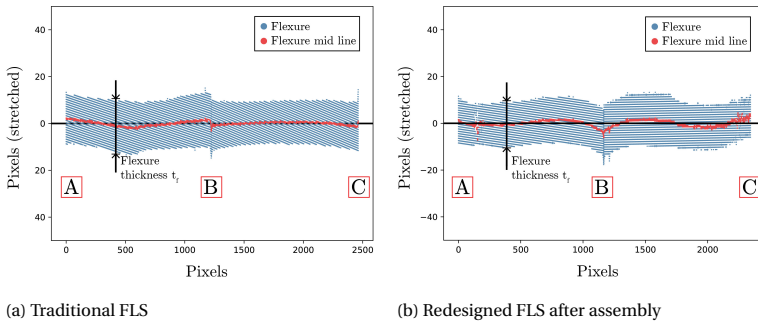 40
20
0
20
40
Pixels (stretched)
Flexure
Flexure mid line
Flexure
thickness t_f
A
B
C
0
500
1000
1500
2000
2500
Pixels
(a) Traditional FLS
40
20
0
−20
−40
Pixels (stretched)
Flexure
Flexure mid line
Flexure
thickness t_f
A
B
C
0
500
1000
1500
2000
Pixels
(b) Redesigned FLS after assembly